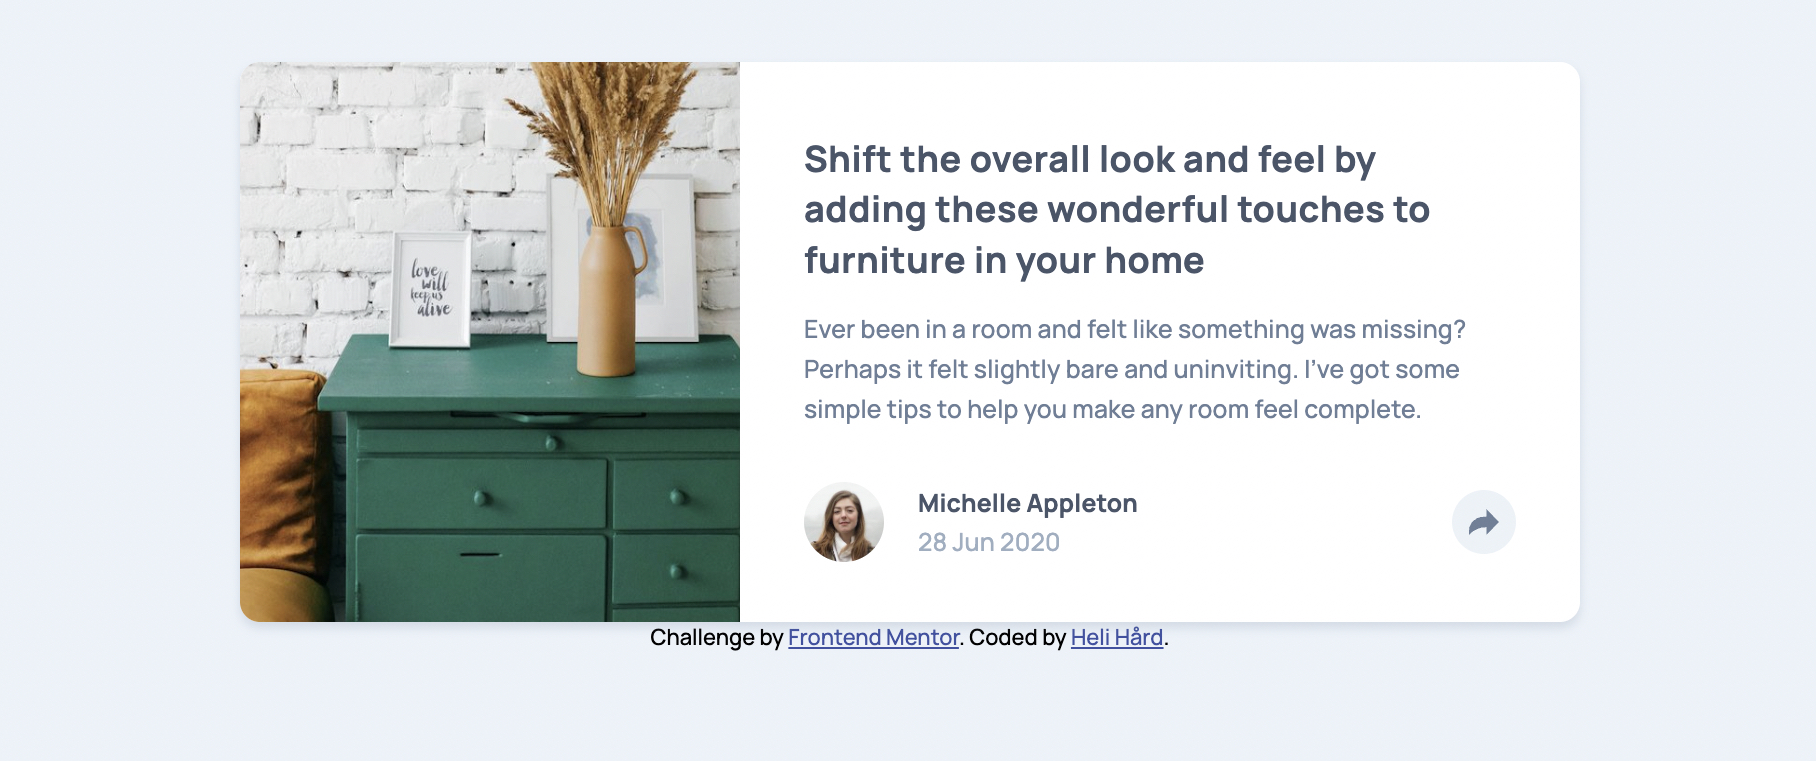 love
will
keep us
alive
Shift the overall look and feel by
adding these wonderful touches to
furniture in your home
Ever been in a room and felt like something was missing?
Perhaps it felt slightly bare and uninviting. I’ve got some
simple tips to help you make any room feel complete.
Michelle Appleton
28 Jun 2020
Challenge by Frontend Mentor. Coded by Heli Hård.